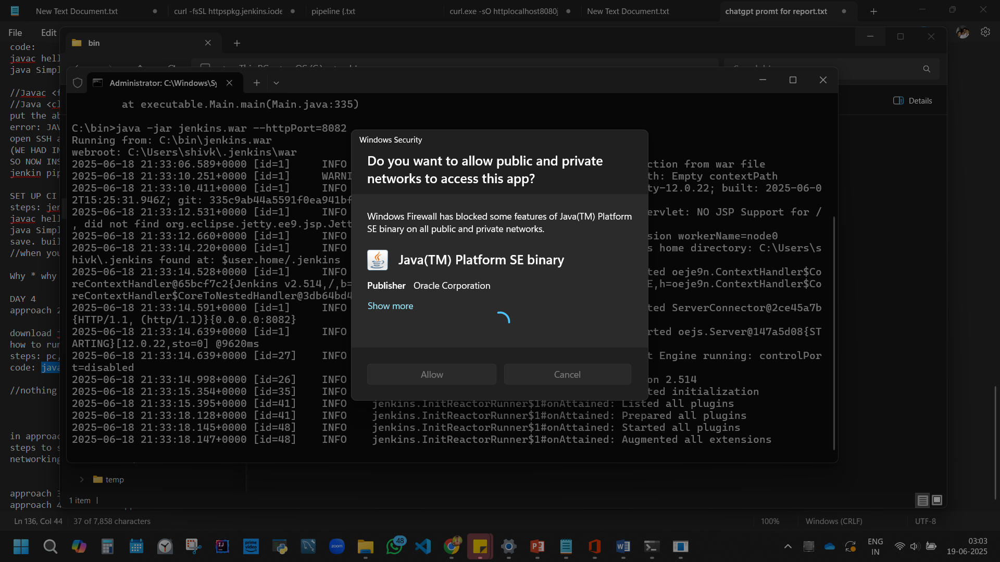 New Text Document.txt
curl -fsSL httpspkg.jenkins.iode
pipeline {.txt
curl.exe -sO httplocalhost8080j
New Text Document.txt
chatgpt promt for report.txt
File
Edit
bin
code:
javac hell
java Simpl
//Javac <f
//Java <cl
put the ab
error: JAV
open SSH a
(WE HAD IN
SO NOW INS
jenkin pip
SET UP CI
steps: jen
javac hell
java Simpl
save. buil
//when you
Why * why
DAY 4
approach 2
download j
how to run
steps: pc,
code: java
//nothing
in approac
steps to s
networking
approach 3
approach 4
Details
Administrator: C:\Windows\Sy
at executable.Main.main(Main.java:335)
C:\bin>java -jar jenkins.war --httpPort=8082
Running from: C:\bin\jenkins.war
webroot: C:\Users\shivk\.jenkins\war
2025-06-18 21:33:06.589+0000 [id=1] INFO ction from war file
2025-06-18 21:33:10.251+0000 [id=1] WARNI th: Empty contextPath
2025-06-18 21:33:10.411+0000 [id=1] INFO ty-12.0.22; built: 2025-06-0
2T15:25:31.946Z; git: 335c9ab44a5591f0ea941bf
2025-06-18 21:33:12.531+0000 [id=1] INFO ervlet: NO JSP Support for /
, did not find org.eclipse.jetty.ee9.jsp.Jett
2025-06-18 21:33:12.660+0000 [id=1] INFO sion workerName=node0
2025-06-18 21:33:14.220+0000 [id=1] INFO s home directory: C:\Users\s
hivk\.jenkins found at: $user.home/.jenkins
2025-06-18 21:33:14.528+0000 [id=1] INFO ted oeje9n.ContextHandler$Co
reContextHandler@65bcf7c2{Jenkins v2.514,/,b= E,h=oeje9n.ContextHandler$Co
reContextHandler$CoreToNestedHandler@3db64bd4
2025-06-18 21:33:14.591+0000 [id=1] INFO ted ServerConnector@2ce45a7b
{HTTP/1.1, (http/1.1)}{0.0.0.0:8082}
2025-06-18 21:33:14.639+0000 [id=1] INFO rted oejs.Server@147a5d08{ST
ARTING}[12.0.22,sto=0] @9620ms
2025-06-18 21:33:14.639+0000 [id=27] INFO t Engine running: controlPor
t=disabled
2025-06-18 21:33:14.998+0000 [id=26] INFO on 2.514
2025-06-18 21:33:15.354+0000 [id=35] INFO ted initialization
2025-06-18 21:33:15.395+0000 [id=41] INFO jenkins.InitReactorRunner$1#onAttained: Listed all plugins
2025-06-18 21:33:18.128+0000 [id=41] INFO jenkins.InitReactorRunner$1#onAttained: Prepared all plugins
2025-06-18 21:33:18.145+0000 [id=48] INFO jenkins.InitReactorRunner$1#onAttained: Started all plugins
2025-06-18 21:33:18.147+0000 [id=48] INFO jenkins.InitReactorRunner$1#onAttained: Augmented all extensions
Windows Security
Do you want to allow public and private
networks to access this app?
Windows Firewall has blocked some features of Java(TM) Platform
SE binary on all public and private networks.
Java(TM) Platform SE binary
Publisher Oracle Corporation
Show more
Allow
Cancel
temp
1 item
Ln 136, Col 44
37 of 7,858 characters
100%
Windows (CRLF)
UTF-8
prime video
zoom
48
ENG
IN
03:03
19-06-2025